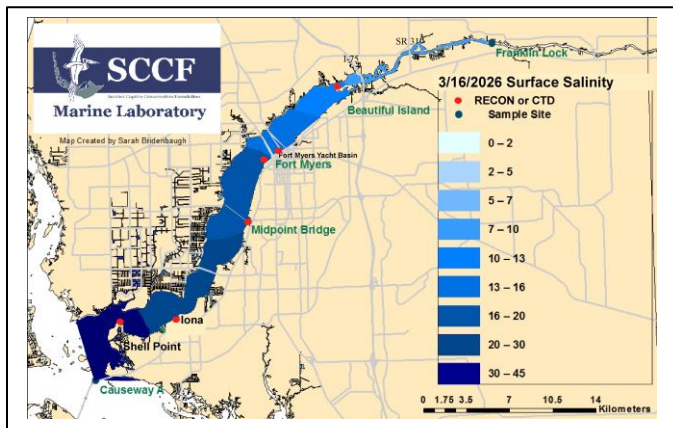 SCCF
Sanibel-Captiva Conservation Foundation
Marine Laboratory
Map Created by Sarah Bridenbaugh
SR 31
I-75
Franklin Lock
Beautiful Island
Fort Myers Yacht Basin
Fort Myers
Midpoint Bridge
Iona
Shell Point
Causeway A
3/16/2026 Surface Salinity
RECON or CTD
Sample Site
0 – 2
2 – 5
5 – 7
7 – 10
10 – 13
13 – 16
16 – 20
20 – 30
30 – 45
0 1.75 3.5 7 10.5 14
Kilometers